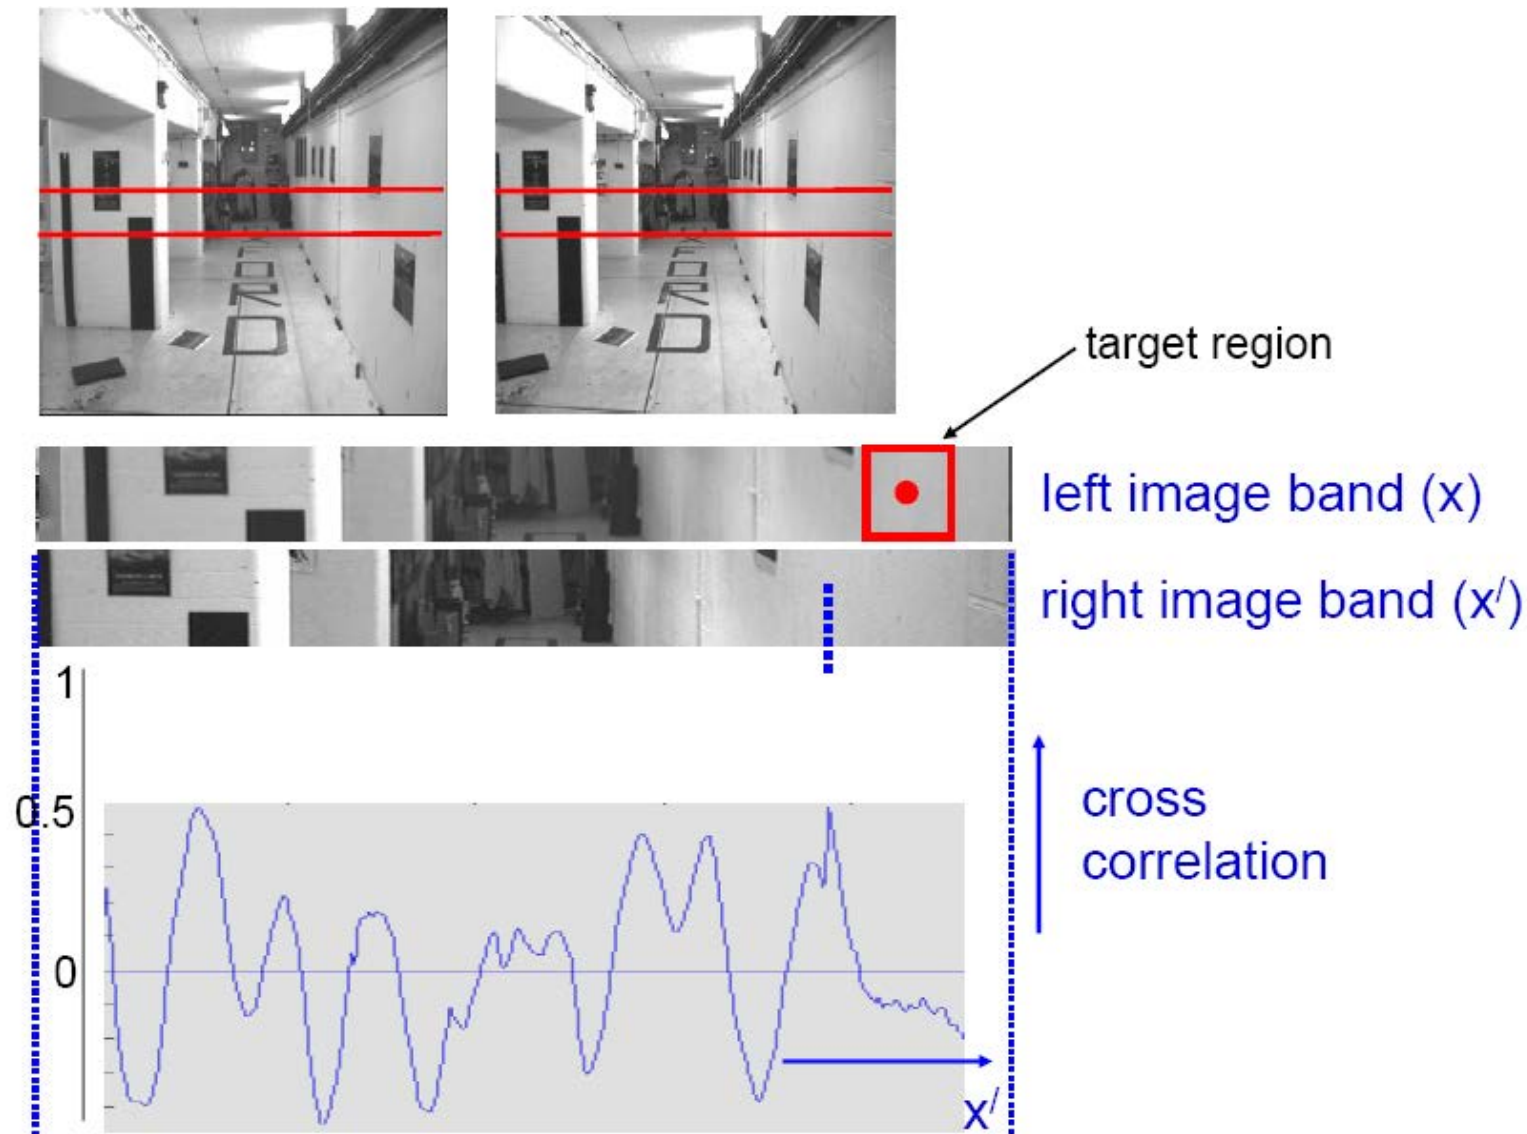 target region
left image band (x)
right image band (x/)
1
0.5
0
cross
correlation
x/